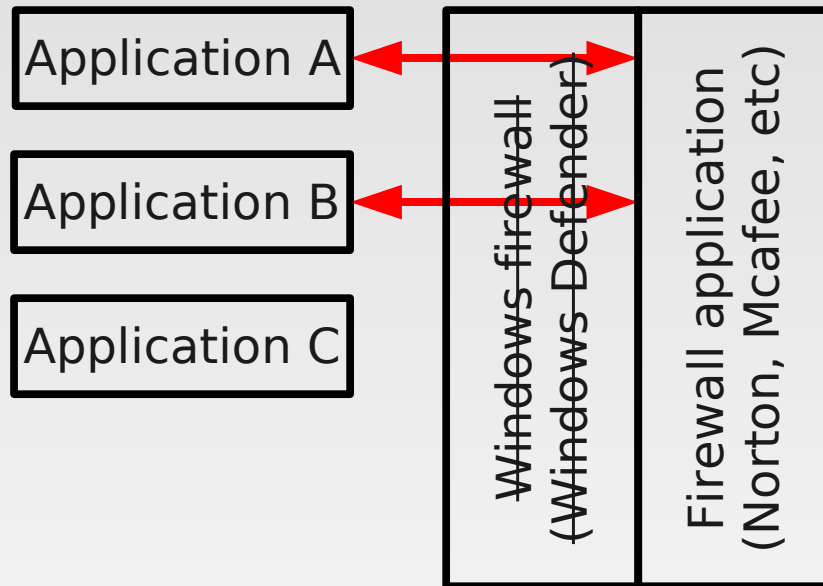 Application A
Application B
Application C
Windows firewall
(Windows Defender)
Firewall application
(Norton, Mcafee, etc)